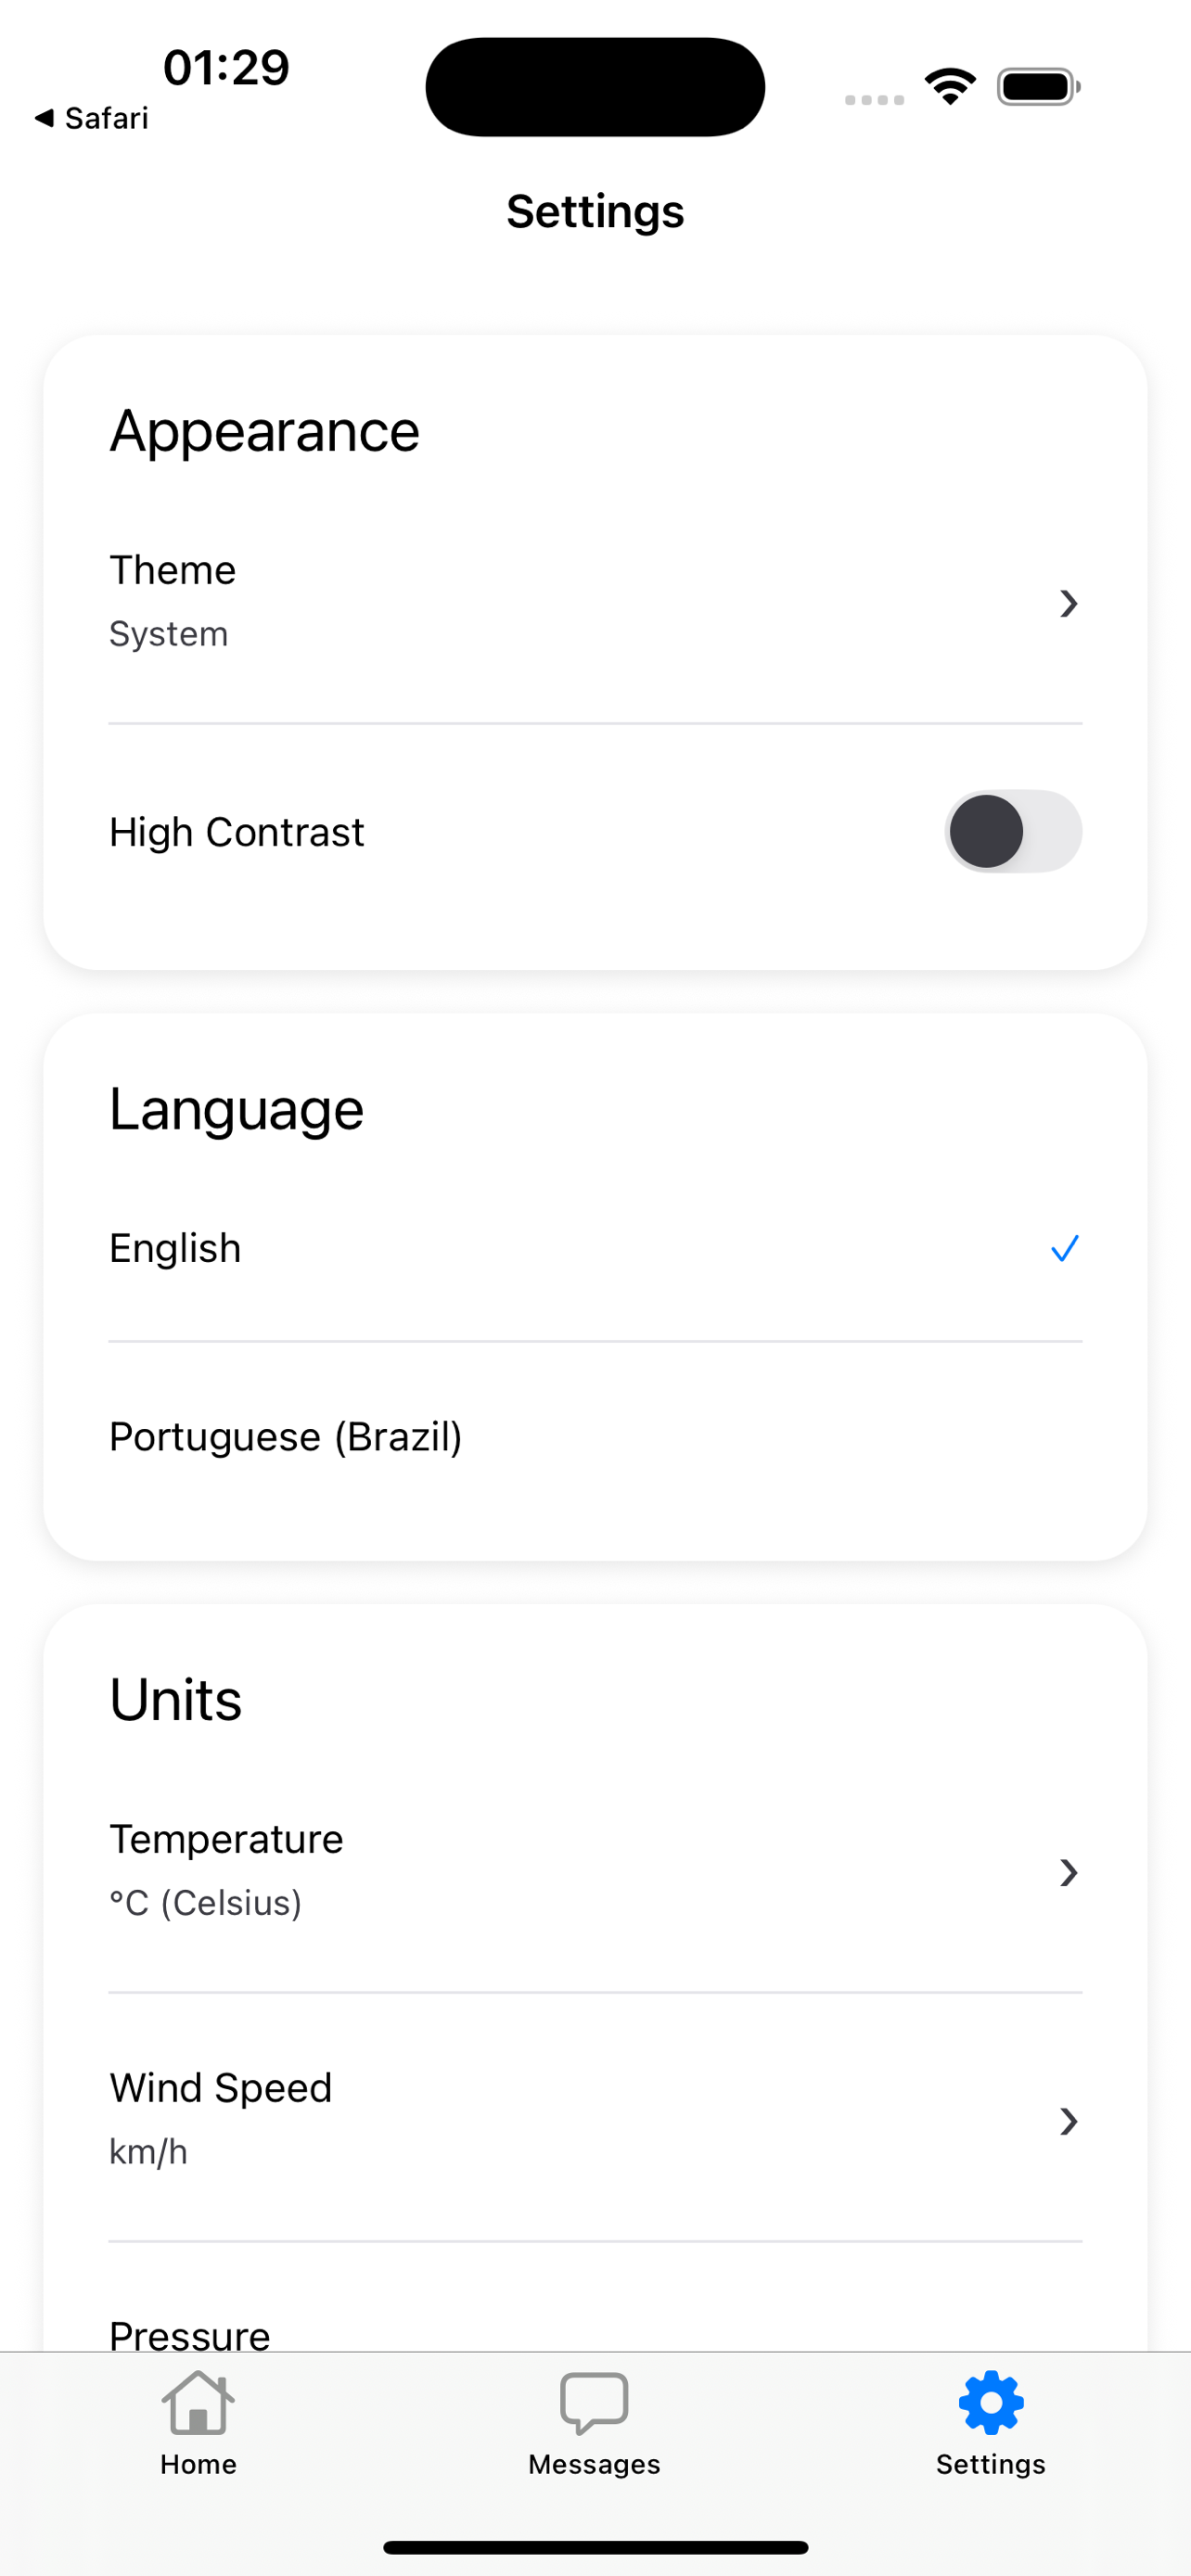 01:29
◀ Safari
Settings
Appearance
Theme
System
High Contrast
Language
English
Portuguese (Brazil)
Units
Temperature
°C (Celsius)
Wind Speed
km/h
Pressure
Home
Messages
Settings